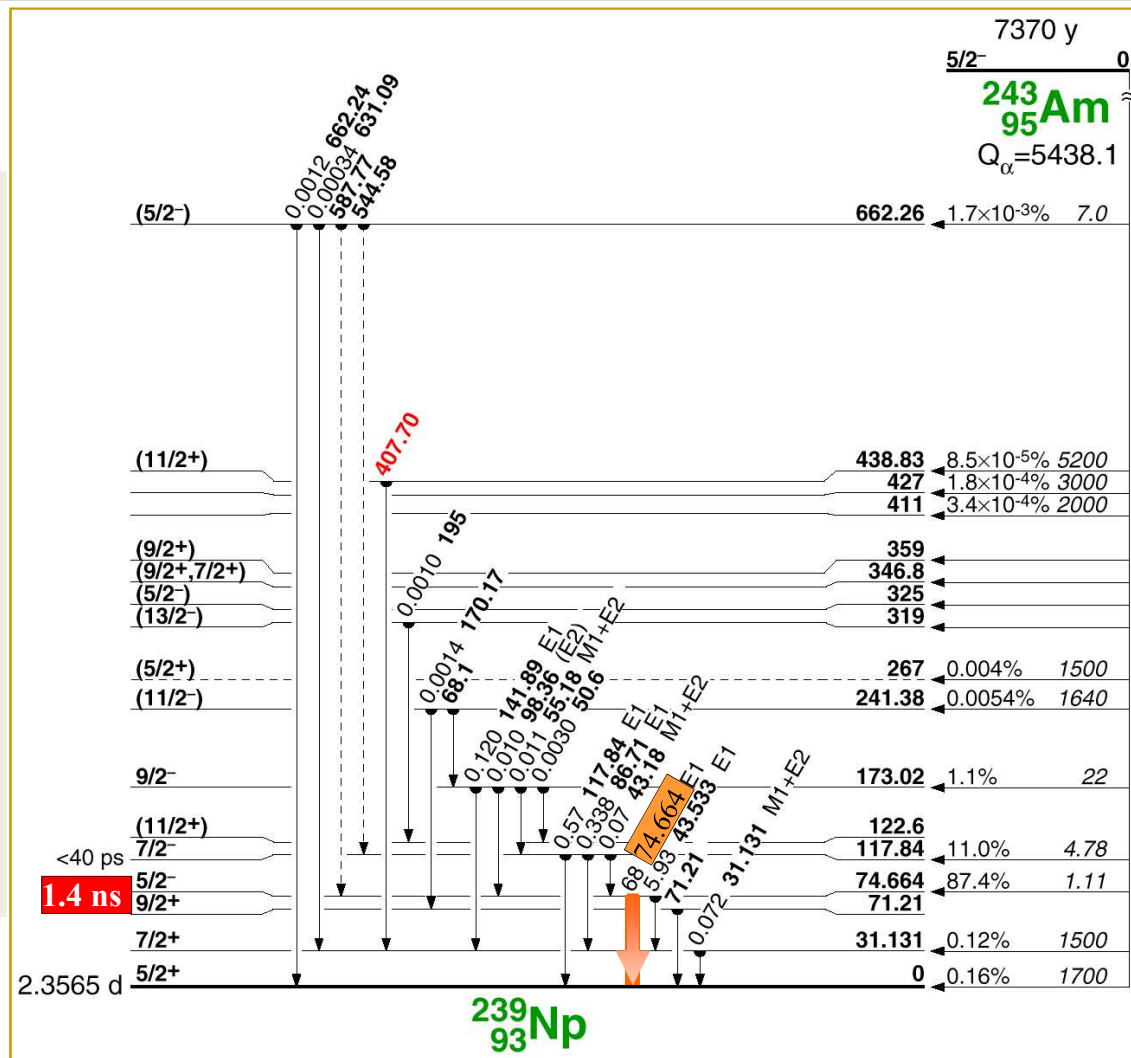 7370 y
5/2⁻ 0
²⁴³₉₅Am
Qα=5438.1
0.0012 662.24
0.00034 631.09
587.77
544.58
(5/2⁻) 662.26 1.7×10⁻³% 7.0
407.70
(11/2+) 438.83 8.5×10⁻⁵% 5200
427 1.8×10⁻⁴% 3000
411 3.4×10⁻⁴% 2000
0.0010 195
(9/2+) 359
(9/2+,7/2+) 346.8
(5/2⁻) 325
(13/2⁻) 319
0.0014 170.17
68.1
(5/2+) 267 0.004% 1500
(11/2⁻) 241.38 0.0054% 1640
0.120 141.89 E1
0.010 98.36 (E2)
0.011 55.18 M1+E2
0.0030 50.6
9/2⁻ 173.02 1.1% 22
0.57 117.84 E1
0.338 86.71 E1
0.07 43.18 M1+E2
(11/2+) 122.6
<40 ps 7/2⁻ 117.84 11.0% 4.78
68 74.664 E1
5.93 43.533 E1
71.21
0.072 31.131 M1+E2
1.4 ns 5/2⁻ 74.664 87.4% 1.11
9/2+ 71.21
7/2+ 31.131 0.12% 1500
2.3565 d 5/2+ 0 0.16% 1700
²³⁹₉₃Np